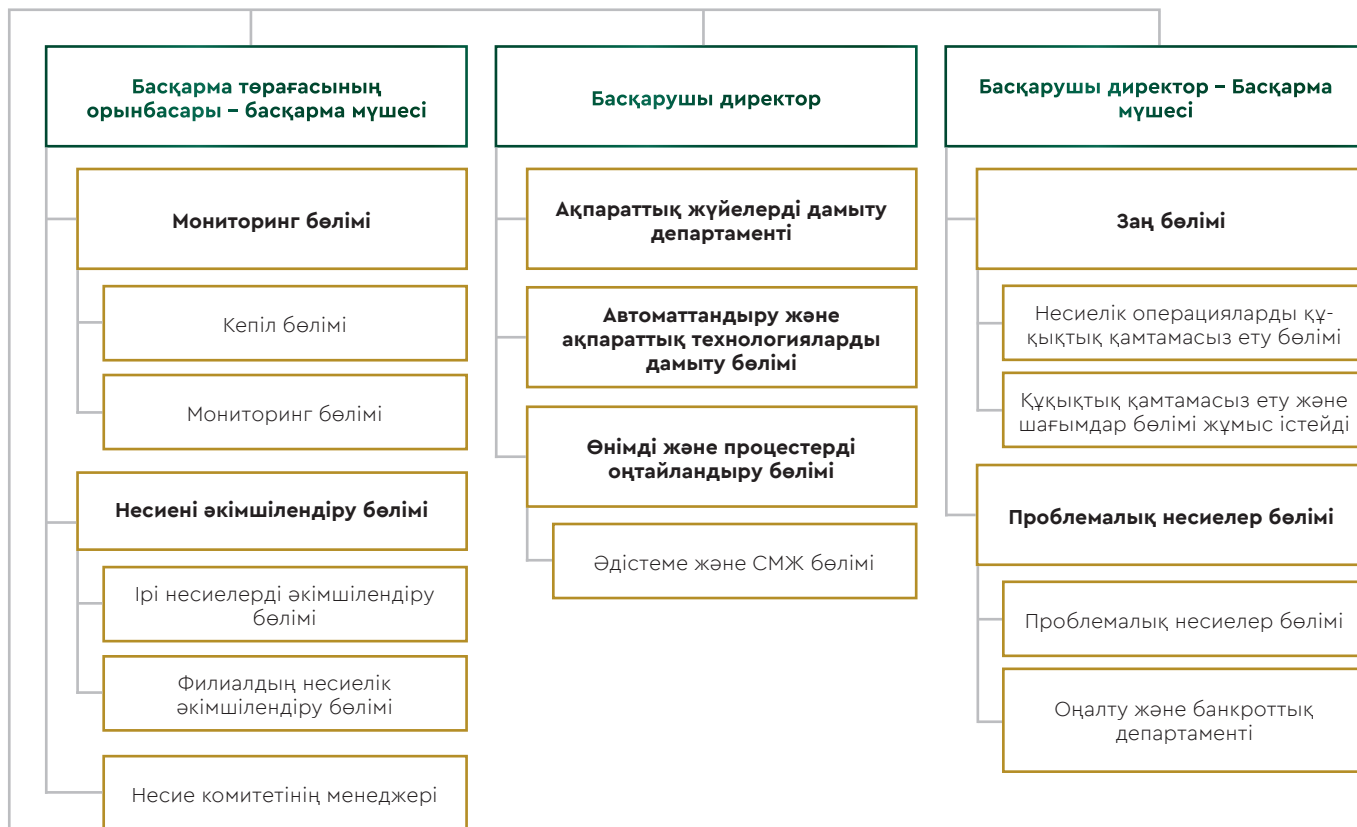 Басқарма төрағасының
орынбасары – басқарма мүшесі
Мониторинг бөлімі
Кепіл бөлімі
Мониторинг бөлімі
Несиені әкімшілендіру бөлімі
Ірі несиелерді әкімшілендіру
бөлімі
Филиалдың несиелік
әкімшілендіру бөлімі
Несие комитетінің менеджері
Басқарушы директор
Ақпараттық жүйелерді дамыту
департаменті
Автоматтандыру және
ақпараттық технологияларды
дамыту бөлімі
Өнімді және процестерді
оңтайландыру бөлімі
Әдістеме және СМЖ бөлімі
Басқарушы директор – Басқарма
мүшесі
Заң бөлімі
Несиелік операцияларды құ-
қықтық қамтамасыз ету бөлімі
Құқықтық қамтамасыз ету және
шағымдар бөлімі жұмыс істейді
Проблемалық несиелер бөлімі
Проблемалық несиелер бөлімі
Оңалту және банкроттық
департаменті